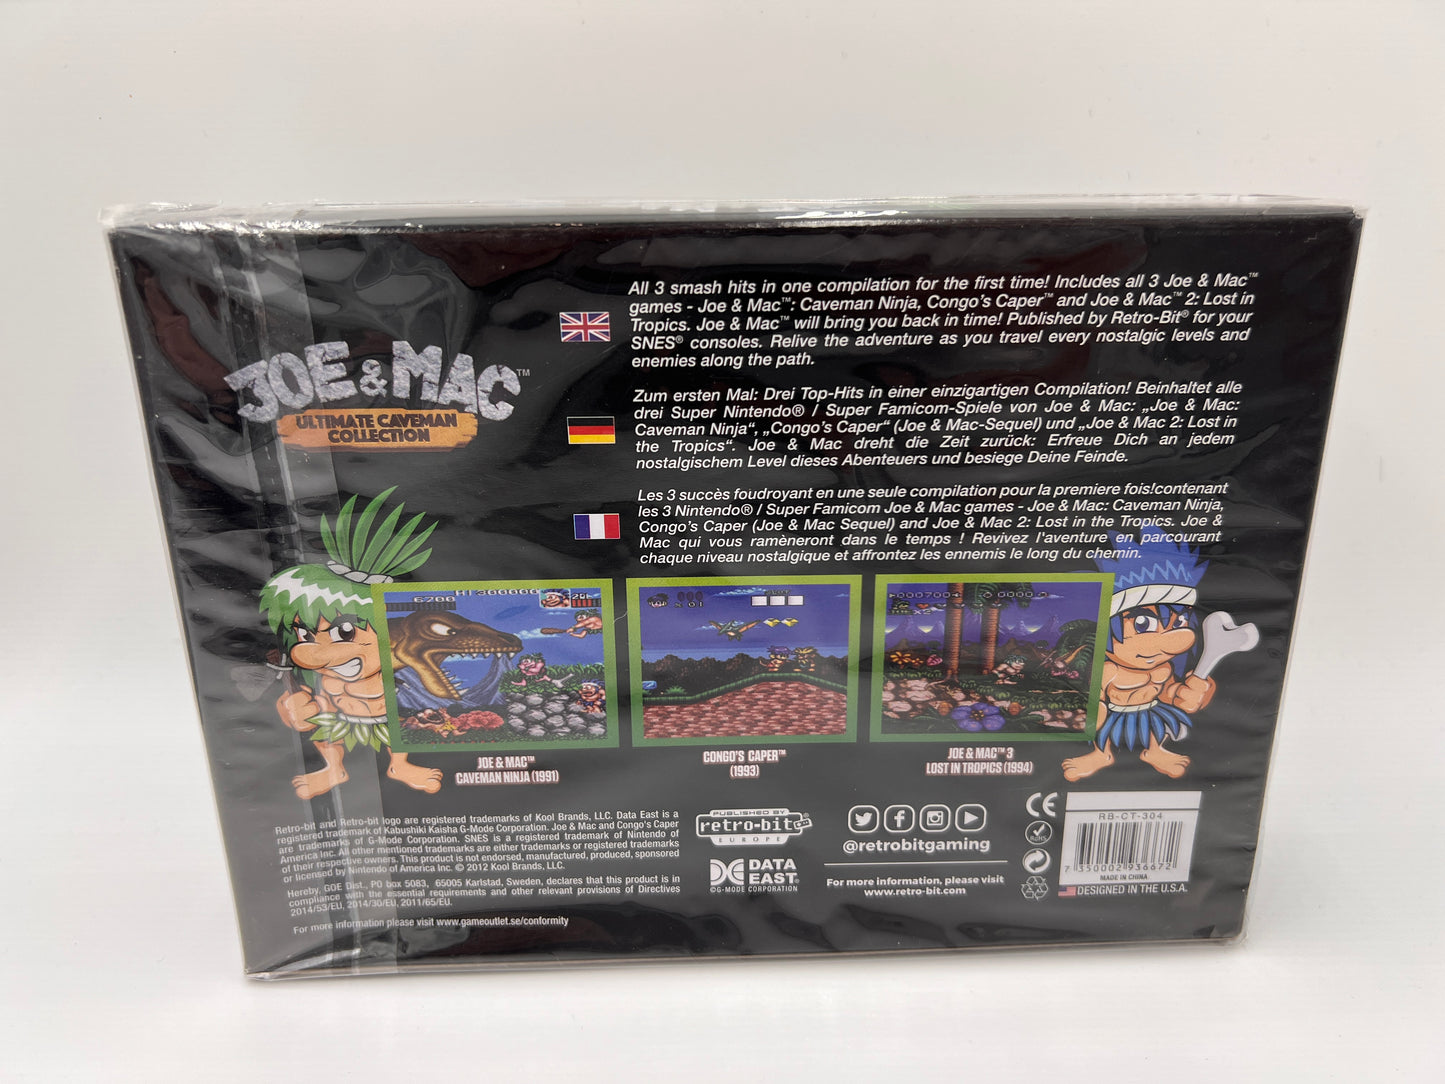 All 3 smash hits in one compilation for the first time! Includes all 3 Joe & Mac™
games - Joe & Mac™: Caveman Ninja, Congo's Caper™ and Joe & Mac™ 2: Lost in
Tropics. Joe & Mac™ will bring you back in time! Published by Retro-Bit® for your
SNES® consoles. Relive the adventure as you travel every nostalgic levels and
enemies along the path.
JOE & MAC™
ULTIMATE CAVEMAN
COLLECTION
Zum ersten Mal: Drei Top-Hits in einer einzigartigen Compilation! Beinhaltet alle
drei Super Nintendo® / Super Famicom-Spiele von Joe & Mac: „Joe & Mac:
Caveman Ninja“, „Congo's Caper“ (Joe & Mac-Sequel) und „Joe & Mac 2: Lost in
the Tropics“. Joe & Mac dreht die Zeit zurück: Erfreue Dich an jedem
nostalgischem Level dieses Abenteuers und besiege Deine Feinde.
Les 3 succès foudroyant en une seule compilation pour la premiere fois!contenant
les 3 Nintendo® / Super Famicom Joe & Mac games - Joe & Mac: Caveman Ninja,
Congo's Caper (Joe & Mac Sequel) and Joe & Mac 2: Lost in the Tropics. Joe &
Mac qui vous ramèneront dans le temps ! Revivez l'aventure en parcourant
chaque niveau nostalgique et affrontez les ennemis le long du chemin.
6200 HI 300000
X 01
JOE & MAC™
CAVEMAN NINJA (1991)
CONGO'S CAPER™
(1993)
JOE & MAC™ 3
LOST IN TROPICS (1994)
Retro-bit and Retro-bit logo are registered trademarks of Kool Brands, LLC. Data East is a
registered trademark of Kabushiki Kaisha G-Mode Corporation. Joe & Mac and Congo's Caper
are trademarks of G-Mode Corporation. SNES is a registered trademark of Nintendo of
America Inc. All other mentioned trademarks are either trademarks or registered trademarks
of their respective owners. This product is not endorsed, manufactured, produced, sponsored
or licensed by Nintendo of America Inc. © 2012 Kool Brands, LLC.
Hereby, GOE Dist., PO box 5083, 65005 Karlstad, Sweden, declares that this product is in
compliance with the essential requirements and other relevant provisions of Directives
2014/53/EU, 2014/30/EU, 2011/65/EU.
For more information please visit www.gameoutlet.se/conformity
PUBLISHED BY
retro-bit
EUROPE
DATA
EAST®
©G-MODE CORPORATION
@retrobitgaming
For more information, please visit
www.retro-bit.com
CE
RoHS
RB-CT-304
7 350002 936672
MADE IN CHINA
DESIGNED IN THE U.S.A.